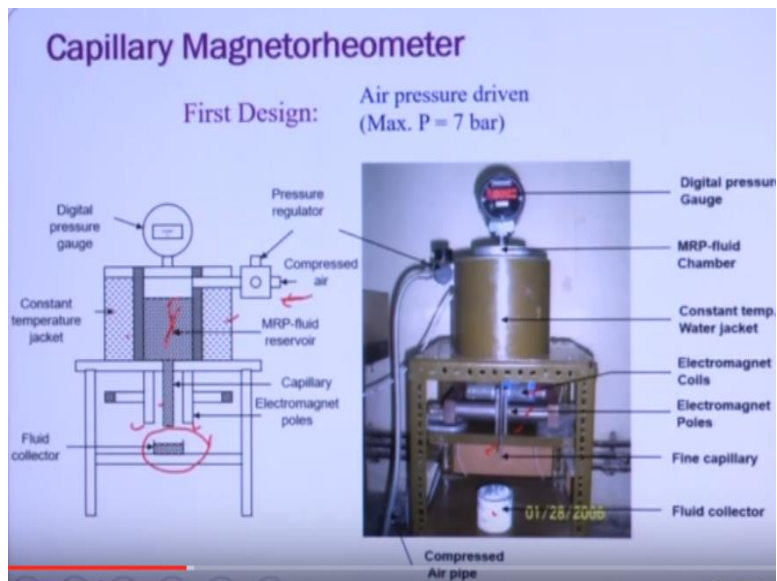 Capillary Magnetorheometer
First Design:
Air pressure driven
(Max. P = 7 bar)
Digital
pressure
gauge
Pressure
regulator
Compressed
air
Constant
temperature
jacket
MRP-fluid
reservoir
Capillary
Electromagnet
poles
Fluid
collector
Digital pressure
Gauge
MRP-fluid
Chamber
Constant temp.
Water jacket
Electromagnet
Coils
Electromagnet
Poles
Fine capillary
Fluid collector
01/28/2006
Compressed
Air pipe